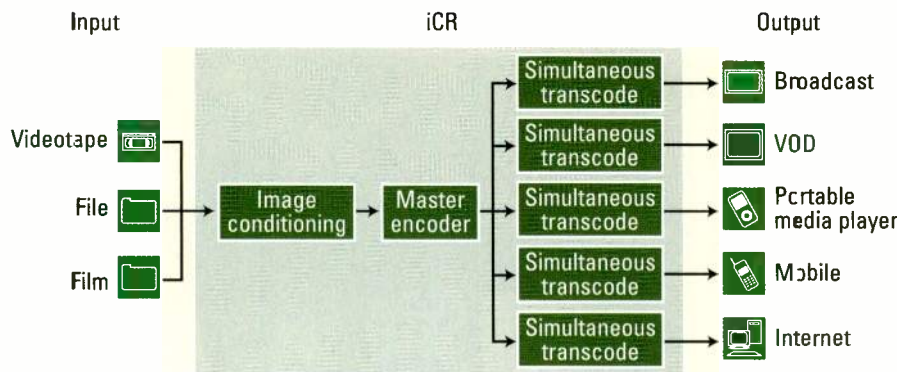 Input
iCR
Output
Videotape
File
Film
Image
conditioning
Master
encoder
Simultaneous
transcode
Simultaneous
transcode
Simultaneous
transcode
Simultaneous
transcode
Simultaneous
transcode
Broadcast
VOD
Portable
media player
Mobile
Internet